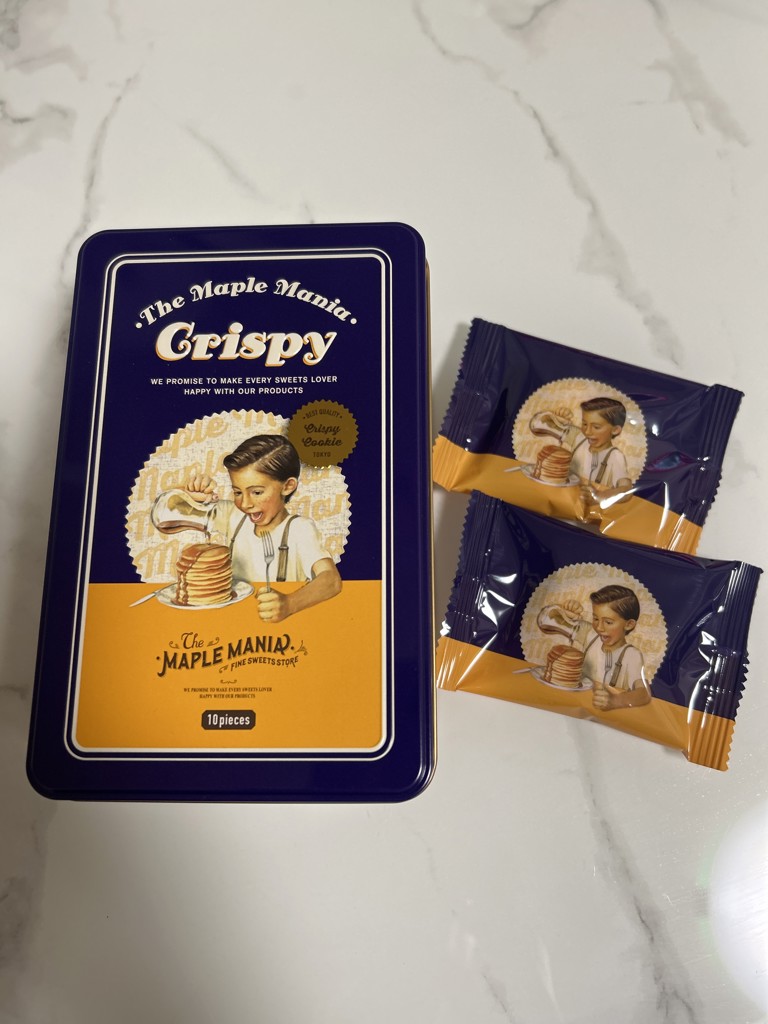 • The Maple Mania •
Crispy
WE PROMISE TO MAKE EVERY SWEETS LOVER
HAPPY WITH OUR PRODUCTS
• BEST QUALITY •
Crispy
Cookie
TOKYO
Maple
Maple
The
MAPLE MANIA
FINE SWEETS STORE
WE PROMISE TO MAKE EVERY SWEETS LOVER
HAPPY WITH OUR PRODUCTS
10pieces